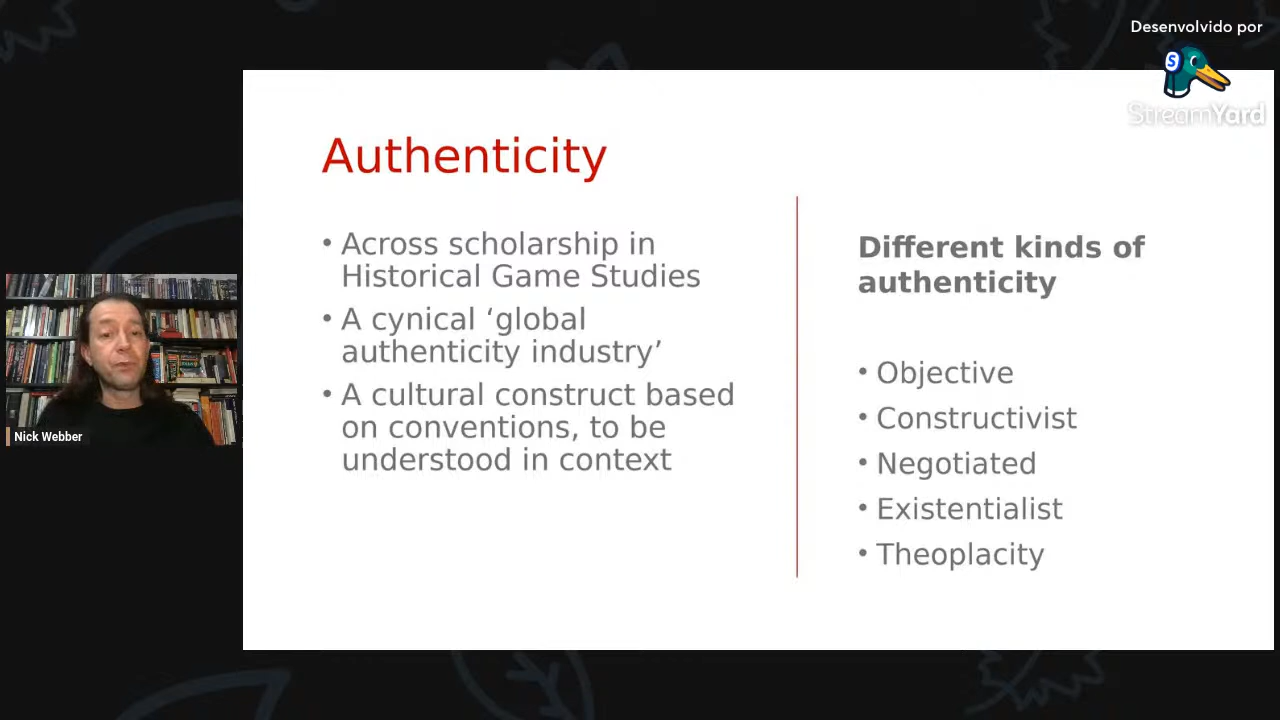 Desenvolvido por
StreamYard
Authenticity
• Across scholarship in
Historical Game Studies
• A cynical ‘global
authenticity industry’
• A cultural construct based
on conventions, to be
understood in context
Different kinds of
authenticity
• Objective
• Constructivist
• Negotiated
• Existentialist
• Theoplacity
Nick Webber